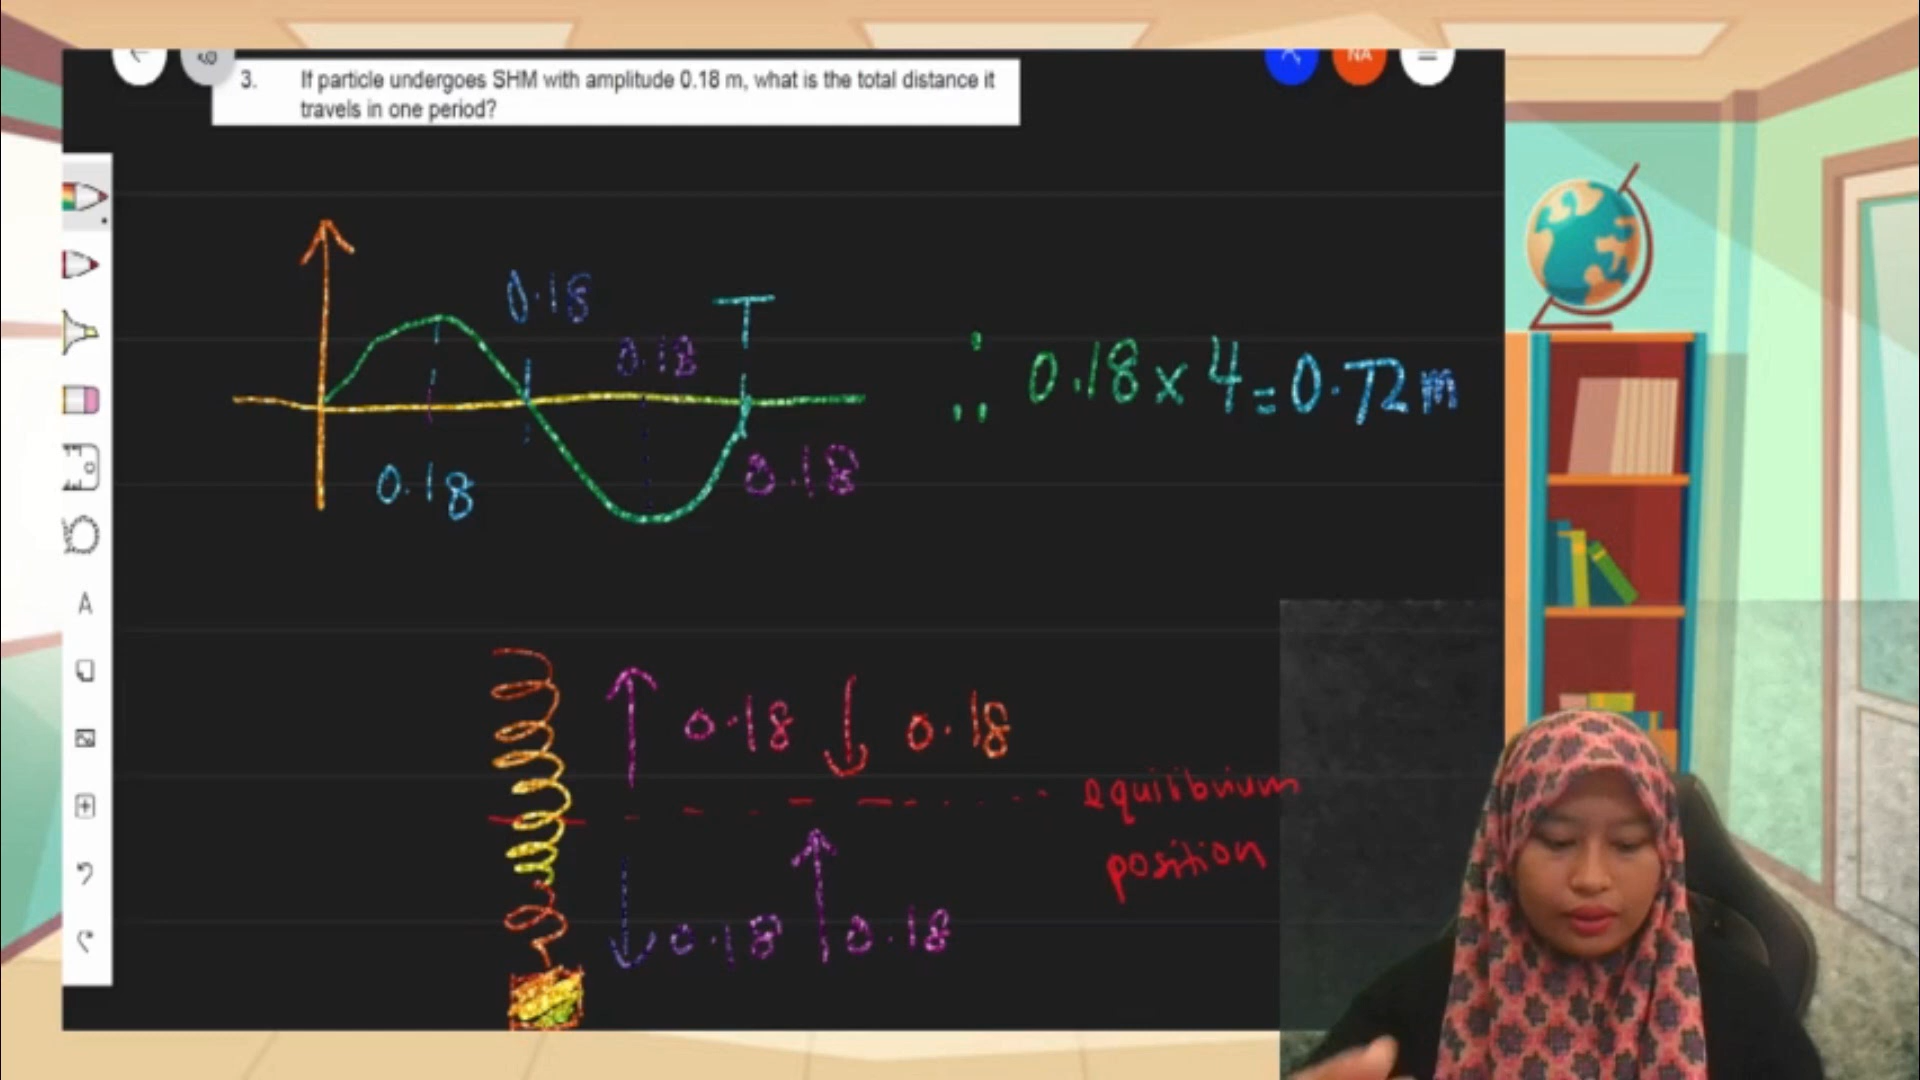 NA
3. If particle undergoes SHM with amplitude 0.18 m, what is the total distance it
travels in one period?
0.18
T
0.18
∴ 0.18 x 4 = 0.72 m
0.18
0.18
A
0.18
0.18
equilibrium
position
0.18
0.18